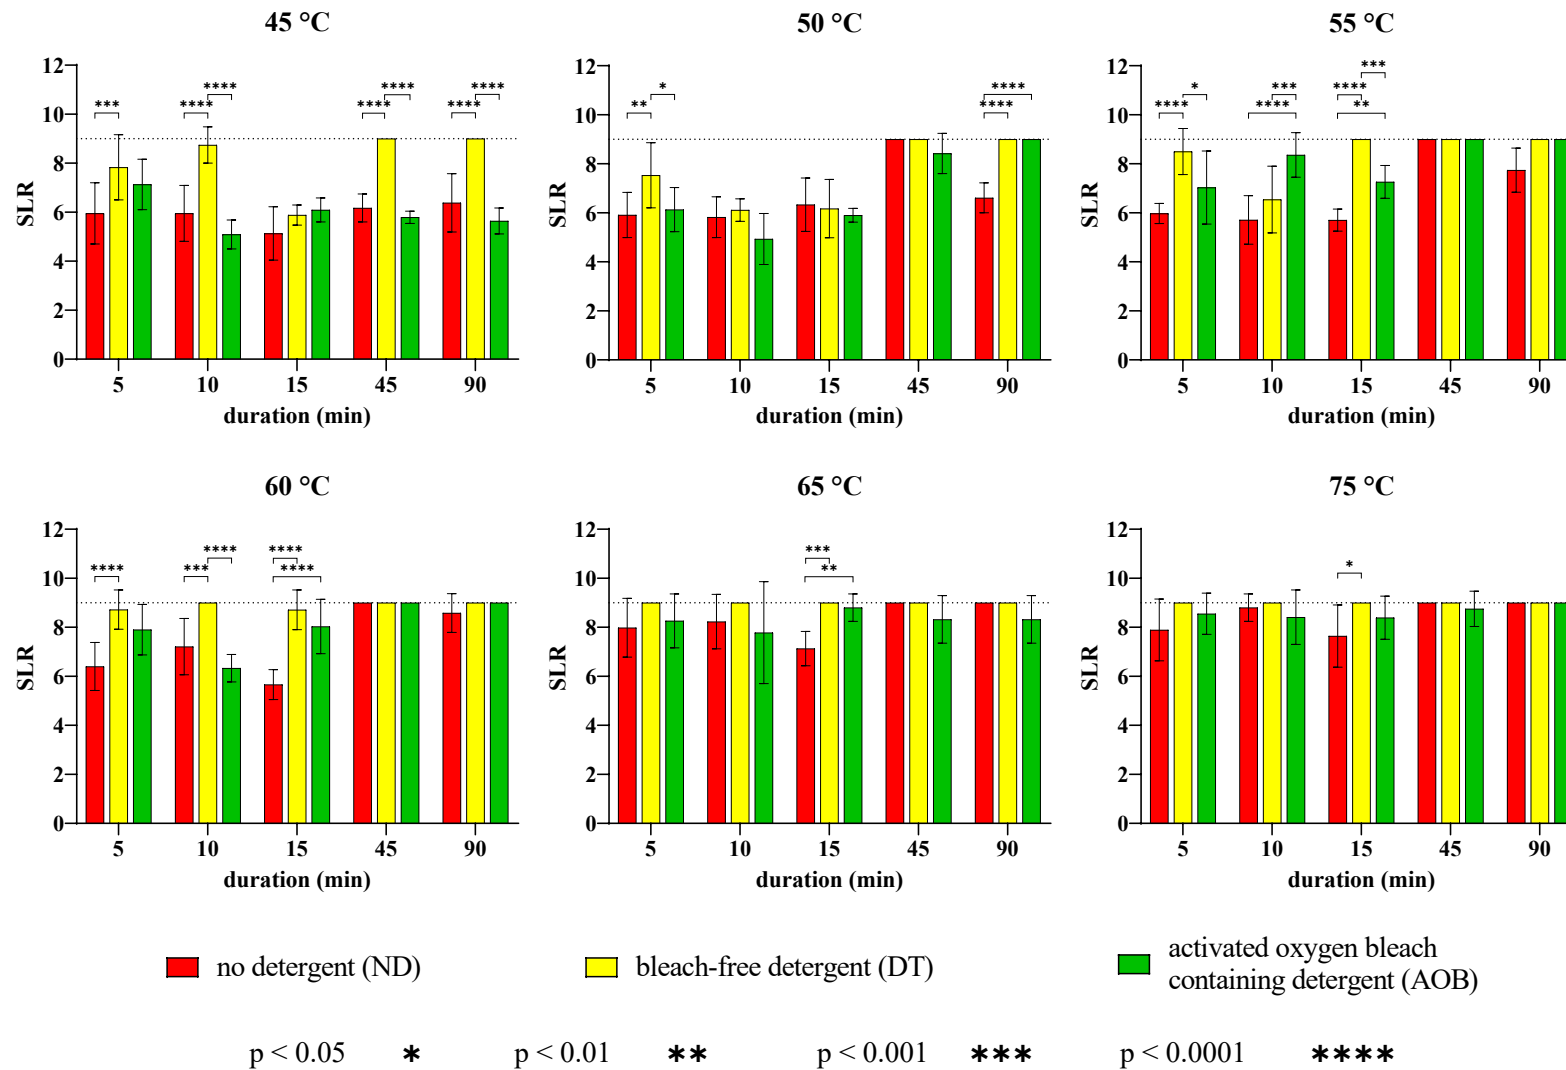 45 °C
50 °C
55 °C
12
10
8
6
4
2
0
SLR
***
****
****
****
****
****
****
5 10 15 45 90
duration (min)
12
10
8
6
4
2
0
SLR
**
*
****
****
5 10 15 45 90
duration (min)
12
10
8
6
4
2
0
SLR
****
*
***
****
***
****
**
5 10 15 45 90
duration (min)
60 °C
65 °C
75 °C
12
10
8
6
4
2
0
SLR
****
****
***
****
****
5 10 15 45 90
duration (min)
12
10
8
6
4
2
0
SLR
***
**
5 10 15 45 90
duration (min)
12
10
8
6
4
2
0
SLR
*
5 10 15 45 90
duration (min)
no detergent (ND)
bleach-free detergent (DT)
activated oxygen bleach
containing detergent (AOB)
p < 0.05 * p < 0.01 ** p < 0.001 *** p < 0.0001 ****